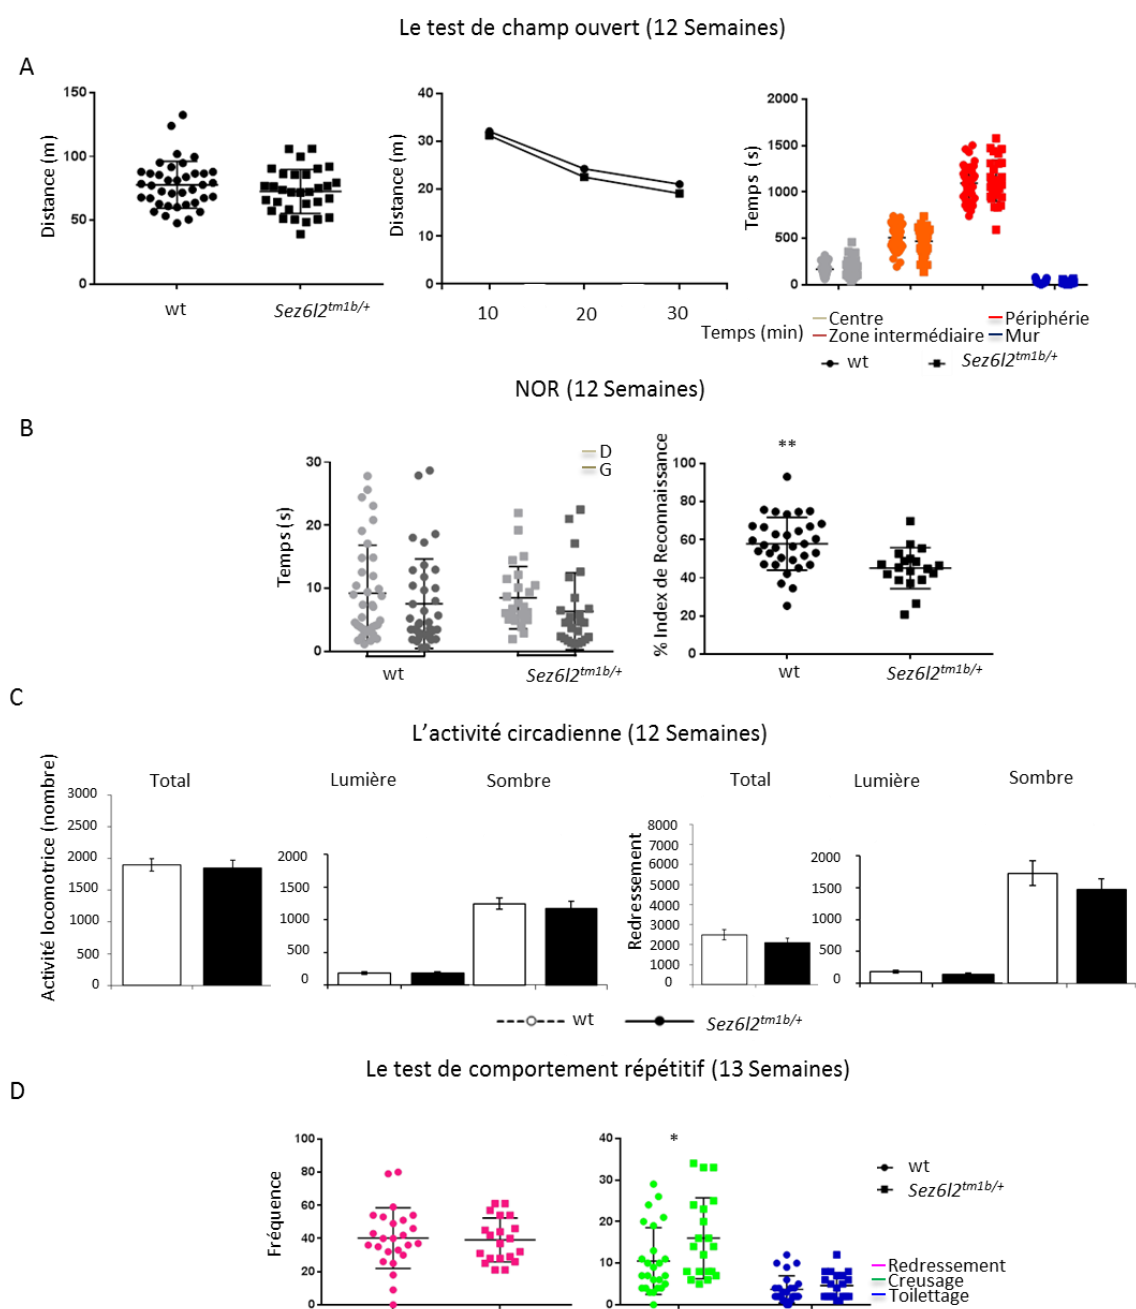 Le test de champ ouvert (12 Semaines)
A
Distance (m)
150
100
50
0
wt
Sez6l2tm1b/+
Distance (m)
40
30
20
10
0
10
20
30
Temps (min)
Temps (s)
2000
1500
1000
500
0
Centre
Périphérie
Zone intermédiaire
Mur
wt
Sez6l2tm1b/+
NOR (12 Semaines)
B
Temps (s)
30
20
10
0
D
G
wt
Sez6l2tm1b/+
% Index de Reconnaissance
100
80
60
40
20
0
**
wt
Sez6l2tm1b/+
C
L’activité circadienne (12 Semaines)
Total
Lumière
Sombre
Activité locomotrice (nombre)
3000
2500
2000
1500
1000
500
0
2000
1500
1000
500
0
Total
Lumière
Sombre
Redressement
8000
7000
6000
5000
4000
3000
2000
1000
0
2000
1500
1000
500
0
wt
Sez6l2tm1b/+
Le test de comportement répétitif (13 Semaines)
D
Fréquence
100
80
60
40
20
0
40
30
20
10
0
*
wt
Sez6l2tm1b/+
Redressement
Creusage
Toilettage